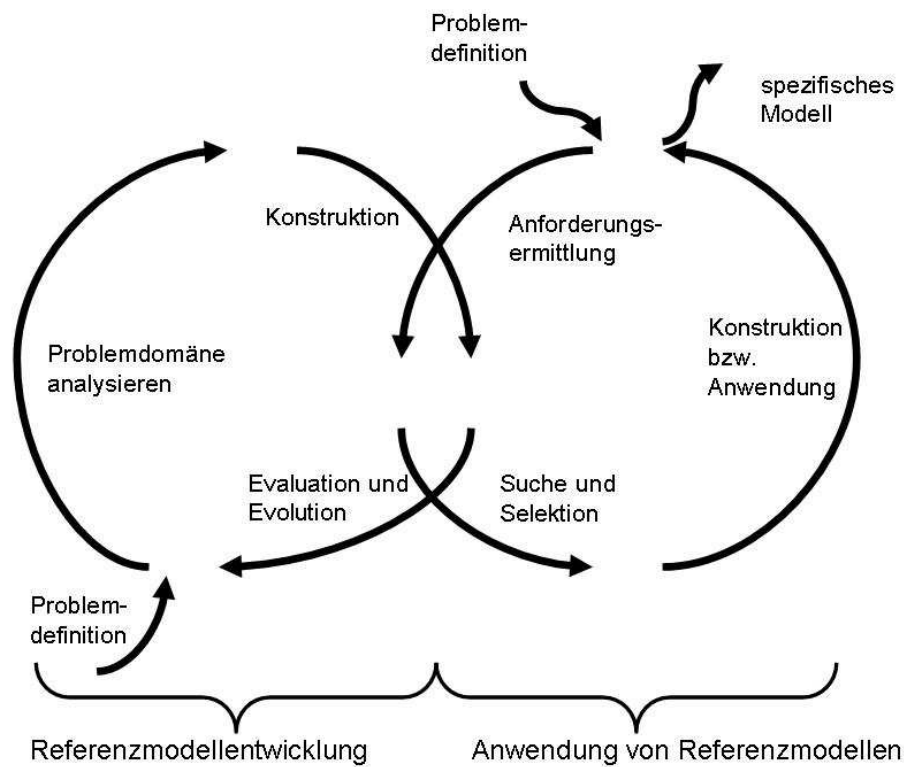 Problem-
definition
spezifisches
Modell
Konstruktion
Anforderungs-
ermittlung
Problemdomäne
analysieren
Konstruktion
bzw.
Anwendung
Evaluation und
Evolution
Suche und
Selektion
Problem-
definition
Referenzmodellentwicklung
Anwendung von Referenzmodellen